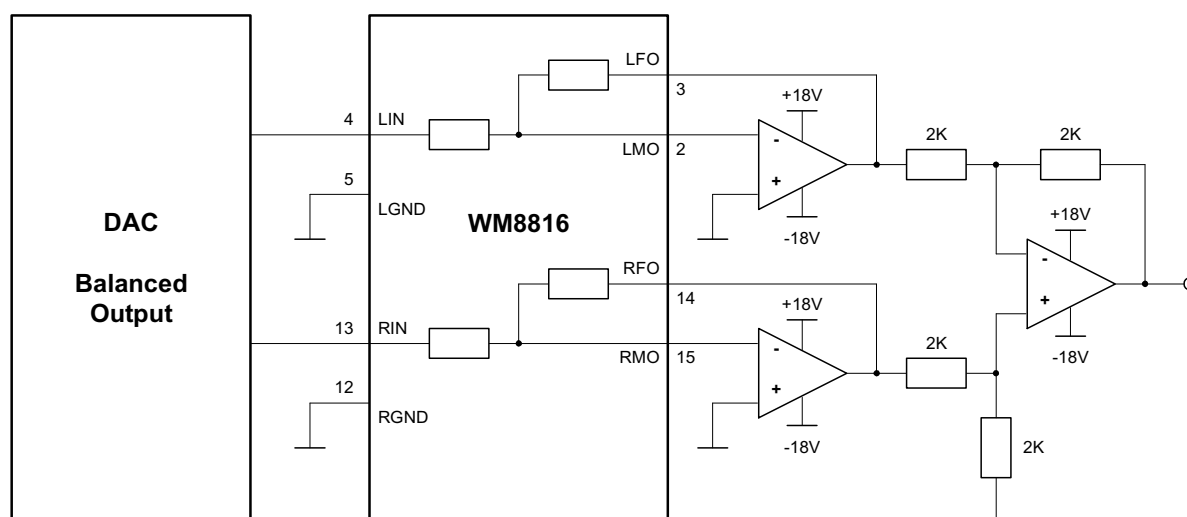 LFO
3
+18V
4
LIN
2K
2K
LMO
2
-
+
5
LGND
-18V
+18V
DAC
WM8816
Balanced
Output
RFO
14
+18V
-
+
-18V
13
RIN
RMO
15
-
+
2K
12
RGND
-18V
2K